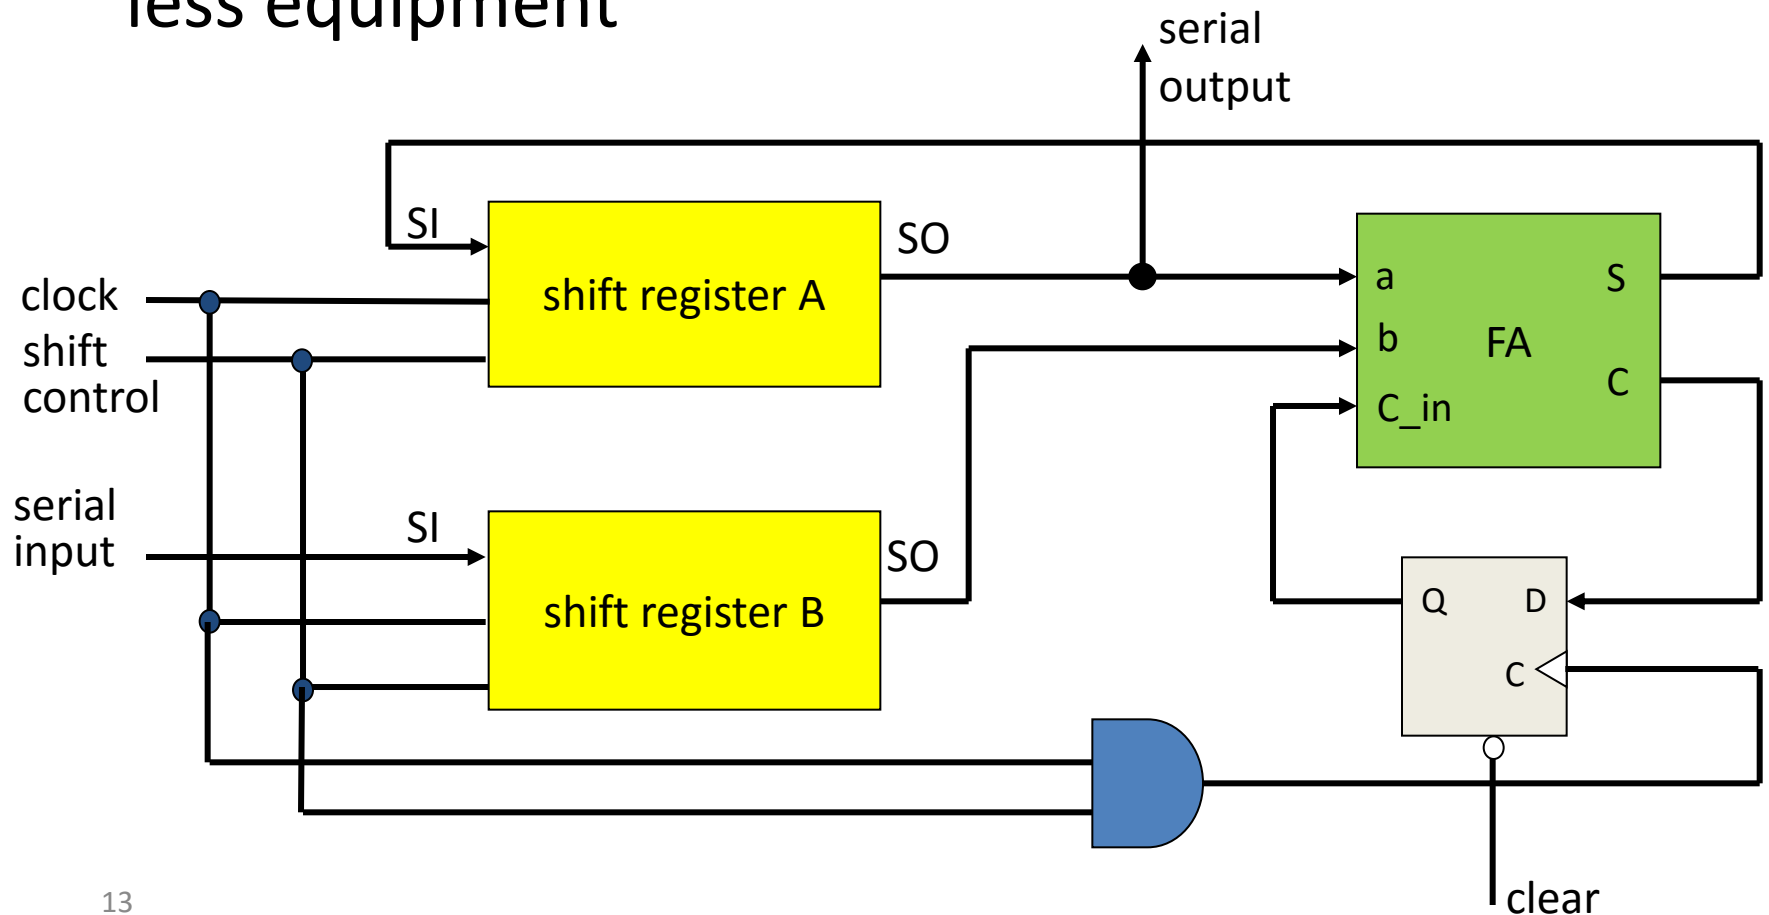 less equipment
serial
output
SI
SO
clock
shift register A
a
S
shift
control
b
FA
C
C_in
serial
input
SI
SO
shift register B
Q
D
C
13
clear